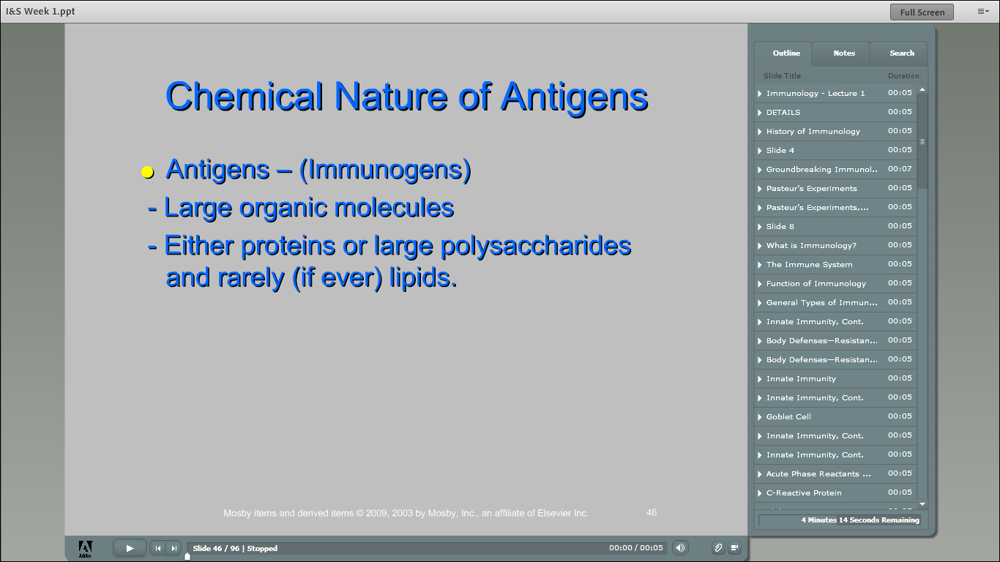 I&S Week 1.ppt
Full Screen
Chemical Nature of Antigens
Antigens – (Immunogens)
- Large organic molecules
- Either proteins or large polysaccharides
and rarely (if ever) lipids.
Mosby items and derived items © 2009, 2003 by Mosby, Inc., an affiliate of Elsevier Inc.
46
Outline Notes Search
Slide Title Duration
Immunology - Lecture 1 00:05
DETAILS 00:05
History of Immunology 00:05
Slide 4 00:05
Groundbreaking Immunol.. 00:07
Pasteur's Experiments 00:05
Pasteur's Experiments,... 00:05
Slide 8 00:05
What is Immunology? 00:05
The Immune System 00:05
Function of Immunology 00:05
General Types of Immun... 00:05
Innate Immunity, Cont. 00:05
Body Defenses—Resistan... 00:05
Body Defenses—Resistan... 00:05
Innate Immunity 00:05
Innate Immunity, Cont. 00:05
Goblet Cell 00:05
Innate Immunity, Cont. 00:05
Innate Immunity, Cont. 00:05
Acute Phase Reactants ... 00:05
C-Reactive Protein 00:05
4 Minutes 14 Seconds Remaining
Adobe
Slide 46 / 96 | Stopped
00:00 / 00:05